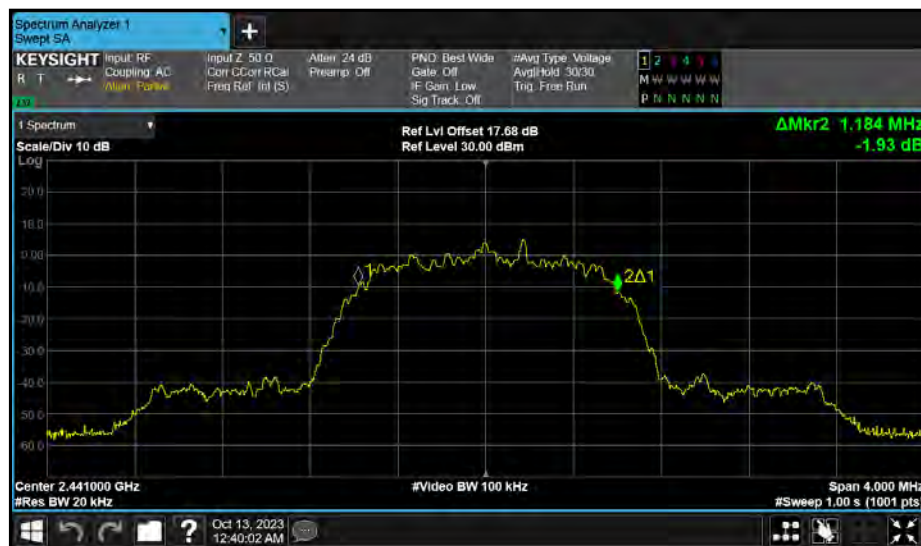 Spectrum Analyzer 1
Swept SA
+
KEYSIGHT
R T
Input: RF
Coupling: AC
Align: Partial
Input Z: 50 Ω
Corr CCorr RCal
Freq Ref: Int (S)
Atten: 24 dB
Preamp: Off
PNO: Best Wide
Gate: Off
IF Gain: Low
Sig Track: Off
#Avg Type: Voltage
Avg|Hold: 30/30
Trig: Free Run
1 2 3 4 5 6
M W W W W W
P N N N N N
1 Spectrum
Scale/Div 10 dB
Ref Lvl Offset 17.68 dB
Ref Level 30.00 dBm
ΔMkr2 1.184 MHz
-1.93 dB
Log
20.0
10.0
0.00
1
2Δ1
-10.0
-20.0
-30.0
-40.0
-50.0
-60.0
Center 2.441000 GHz
#Res BW 20 kHz
#Video BW 100 kHz
Span 4.000 MHz
#Sweep 1.00 s (1001 pts)
?
Oct 13, 2023
12:40:02 AM